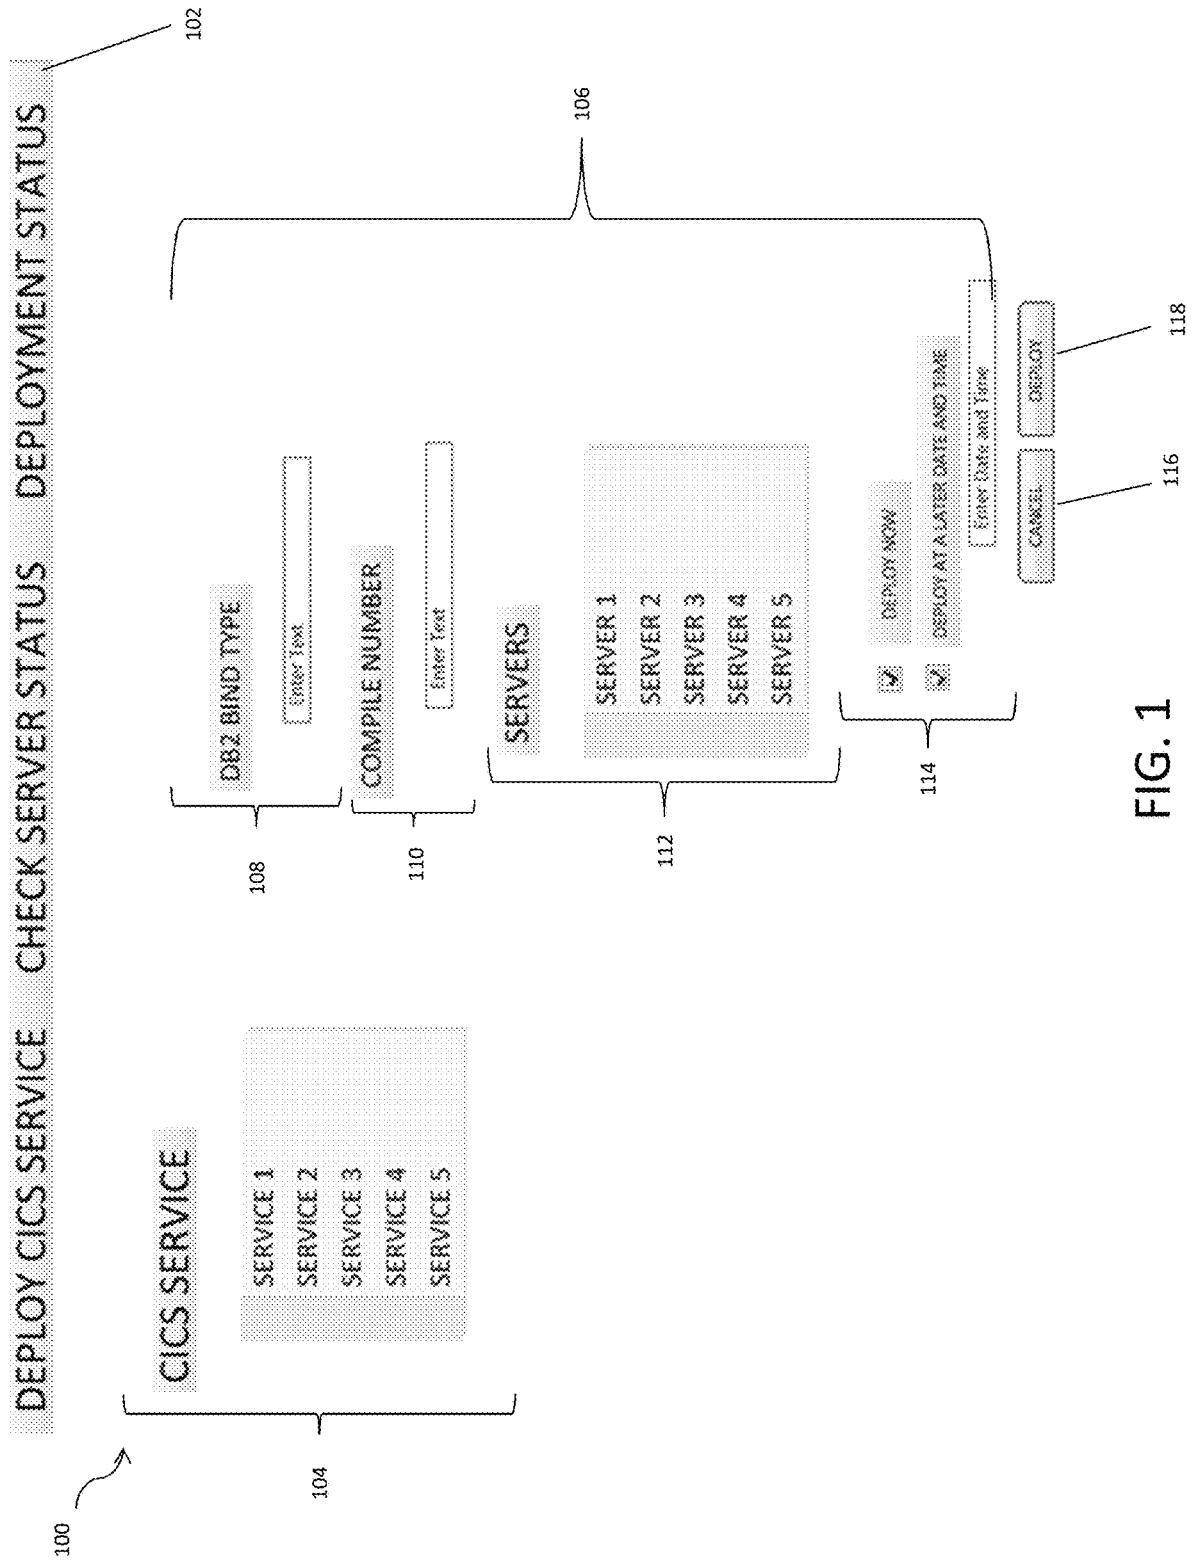 DEPLOY CICS SERVICE CHECK SERVER STATUS DEPLOYMENT STATUS
102
100
104
CICS SERVICE
SERVICE 1
SERVICE 2
SERVICE 3
SERVICE 4
SERVICE 5
106
108
DB2 BIND TYPE
Enter Text
110
COMPILE NUMBER
Enter Text
112
SERVERS
SERVER 1
SERVER 2
SERVER 3
SERVER 4
SERVER 5
114
DEPLOY NOW
DEPLOY AT A LATER DATE AND TIME
Enter Date and Time
CANCEL DEPLOY
116 118
FIG. 1